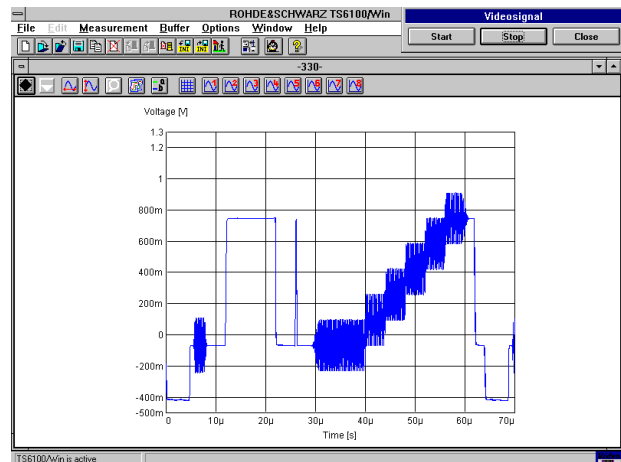 ROHDE&SCHWARZ TS6100/Win
Videosignal
File Edit Measurement Buffer Options Window Help
Start Stop Close
-330-
Voltage [V]
1.3
1.2
1
800m
600m
400m
200m
0
-200m
-400m
-500m
0 10µ 20µ 30µ 40µ 50µ 60µ 70µ
Time [s]
TS6100/Win is active